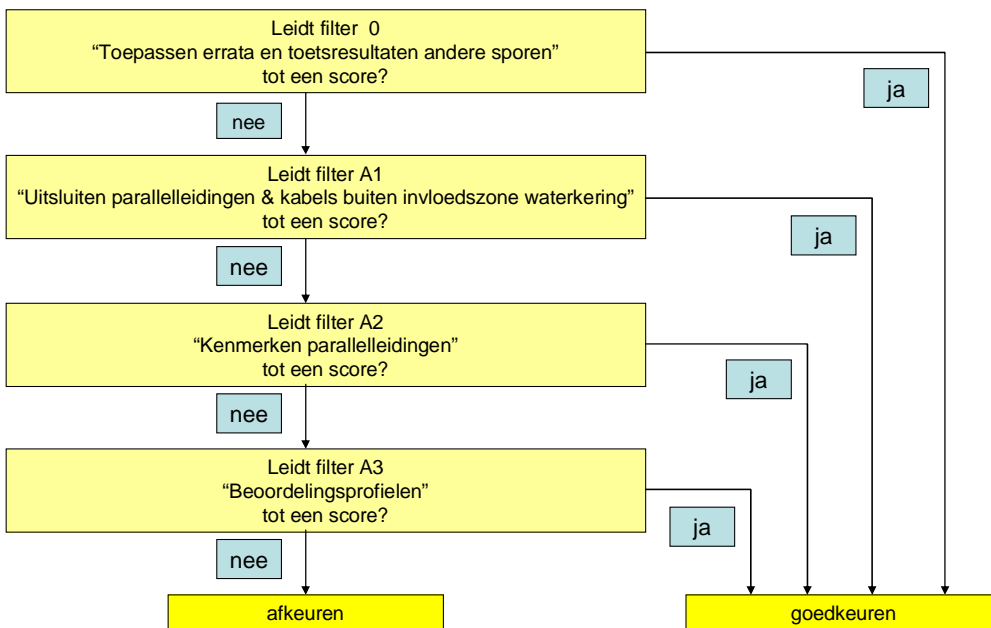 Leidt filter 0
“Toepassen errata en toetsresultaten andere sporen”
tot een score?
ja
nee
Leidt filter A1
“Uitsluiten parallelleidingen & kabels buiten invloedszone waterkering”
tot een score?
ja
nee
Leidt filter A2
“Kenmerken parallelleidingen”
tot een score?
ja
nee
Leidt filter A3
“Beoordelingsprofielen”
tot een score?
ja
nee
afkeuren
goedkeuren